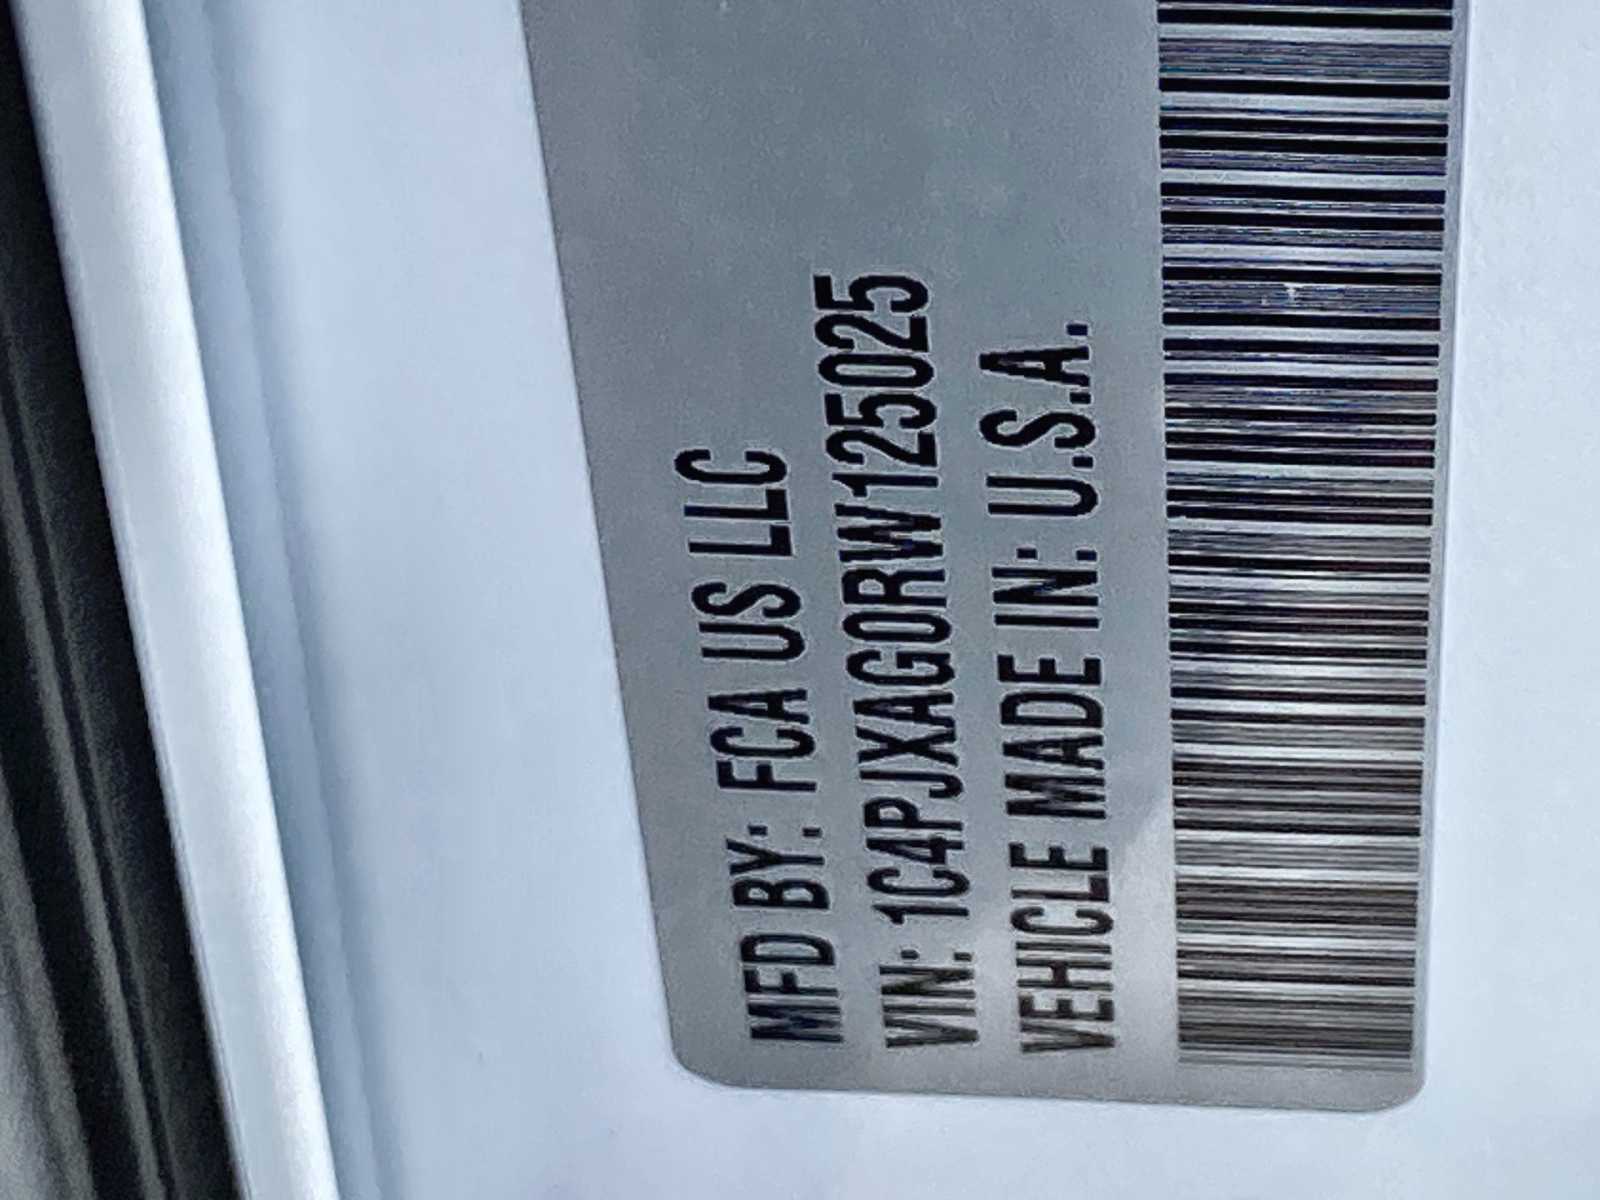 MFD BY: FCA US LLC
VIN: 1C4PJXAG0RW125025
VEHICLE MADE IN: U.S.A.